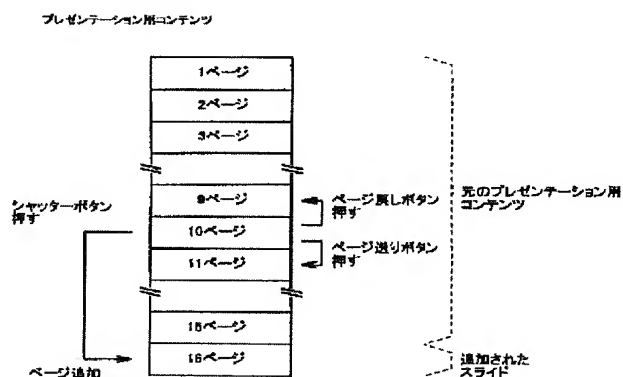 プレゼンテーション用コンテンツ
1ページ
2ページ
3ページ
9ページ
10ページ
11ページ
15ページ
16ページ
シャッターボタン
押す
ページ追加
ページ戻しボタン
押す
ページ送りボタン
押す
元のプレゼンテーション用
コンテンツ
追加された
スライド